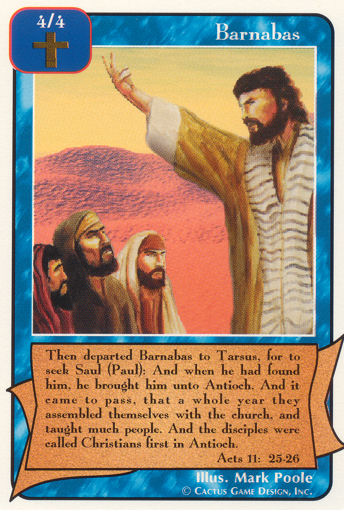 4/4
Barnabas
Then departed Barnabas to Tarsus, for to
seek Saul (Paul): And when he had found
him, he brought him unto Antioch. And it
came to pass, that a whole year they
assembled themselves with the church, and
taught much people. And the disciples were
called Christians first in Antioch.
Acts 11: 25-26
Illus. Mark Poole
© Cactus Game Design, Inc.